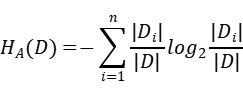 $H_A(D) = -\sum_{i=1}^{n} \frac{|D_i|}{|D|} log_2 \frac{|D_i|}{|D|}$